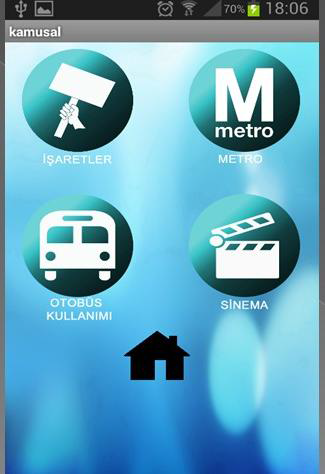 70% 18:06
kamusal
M
metro
İŞARETLER
METRO
OTOBÜS
KULLANIMI
SİNEMA